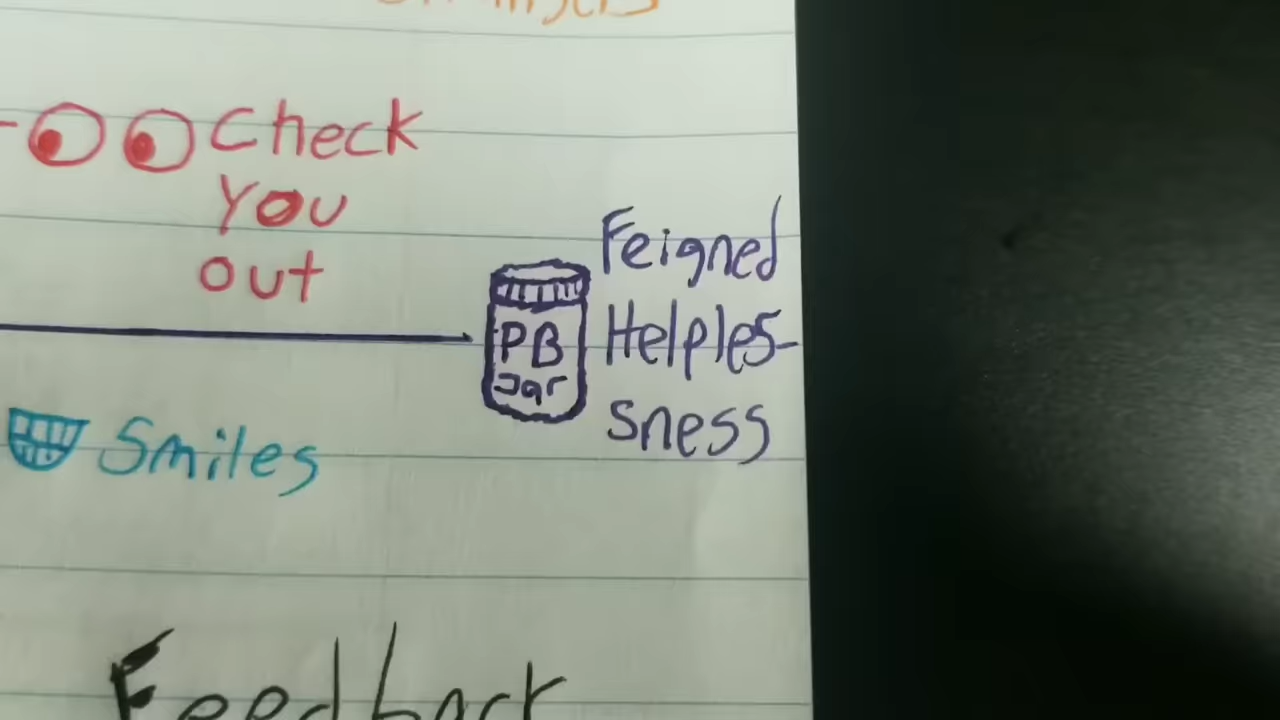 Check
You
out
Feigned
Helples-
sness
PB
Jar
Smiles
Feedback